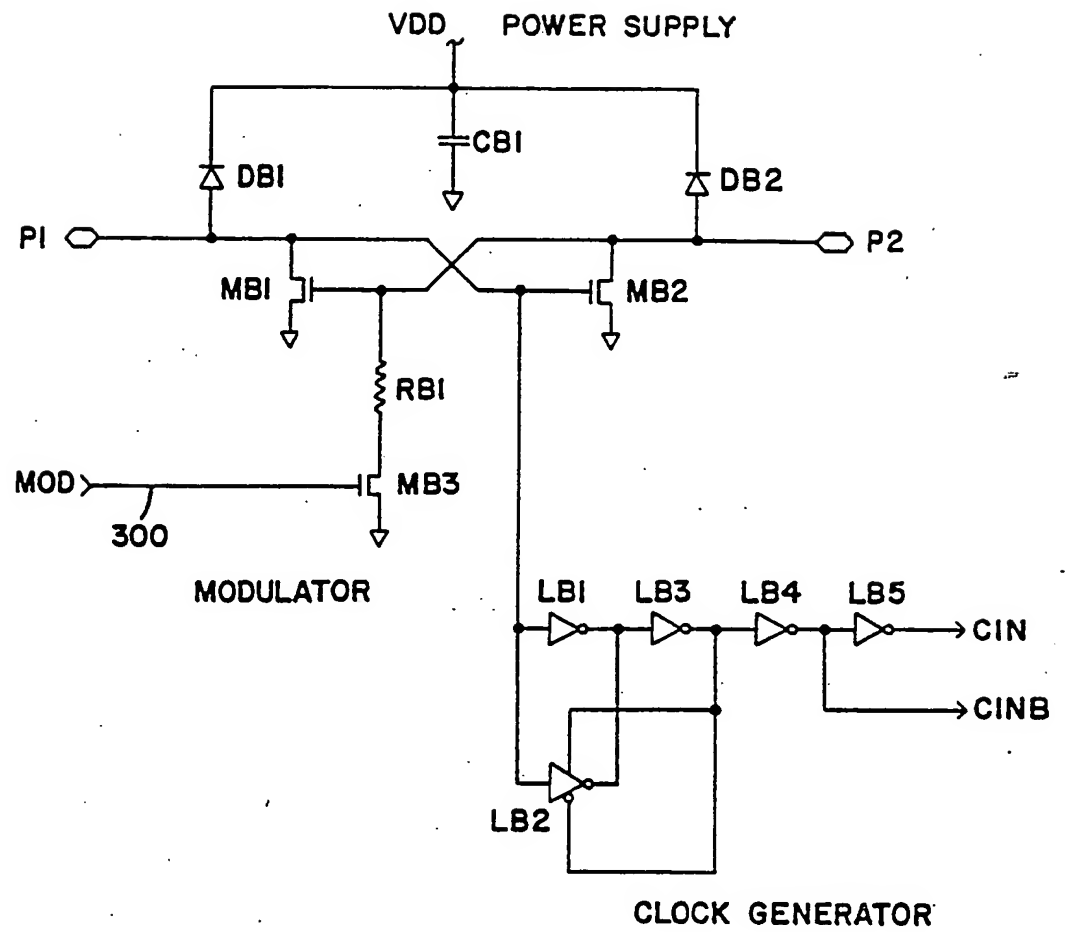 VDD POWER SUPPLY
CB1
DB1
DB2
P1
P2
MB1
MB2
RB1
MOD
MB3
300
MODULATOR
LB1
LB3
LB4
LB5
CIN
CINB
LB2
CLOCK GENERATOR